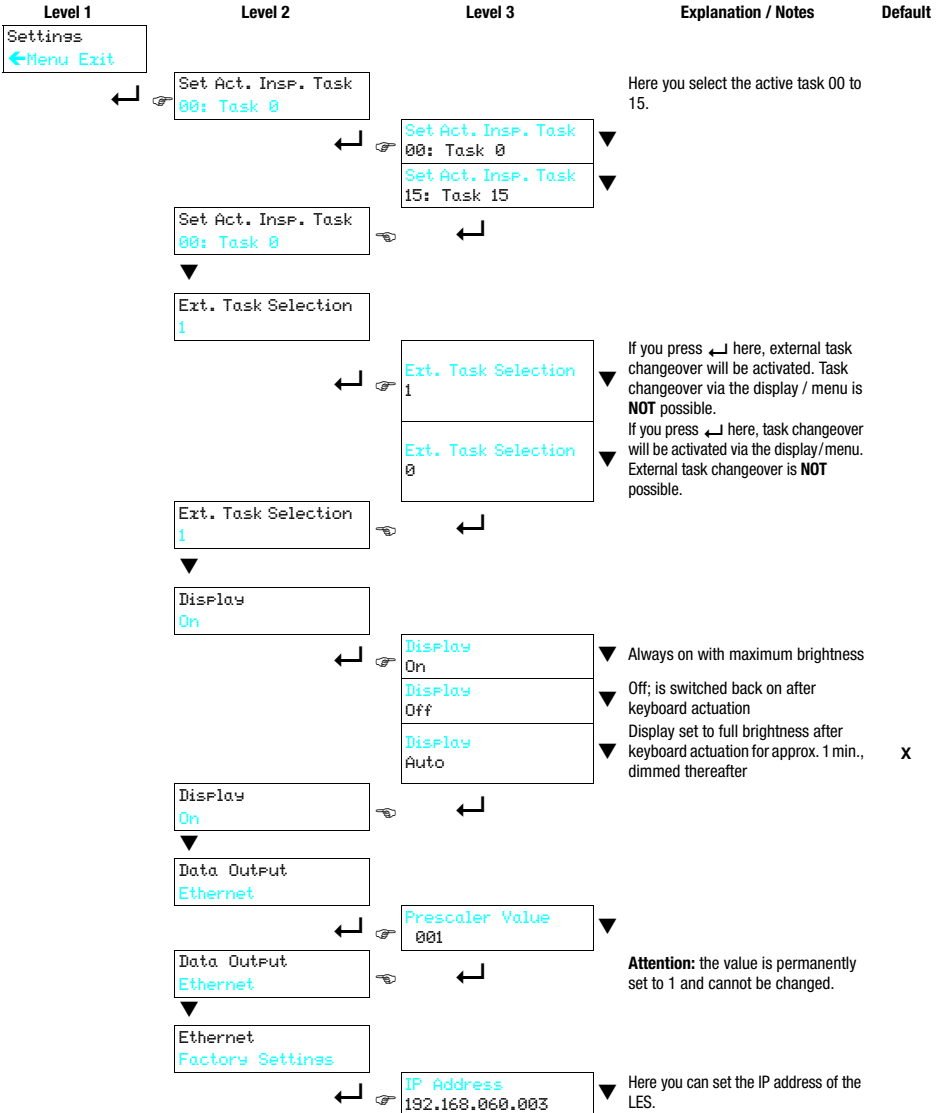 Level 1 Level 2 Level 3 Explanation / Notes Default
Settings
←Menu Exit
Set Act. Insp. Task
00: Task 0
Here you select the active task 00 to
15.
Set Act. Insp. Task
00: Task 0
Set Act. Insp. Task
15: Task 15
Set Act. Insp. Task
00: Task 0
Ext. Task Selection
1
Ext. Task Selection
1
If you press ↵ here, external task
changeover will be activated. Task
changeover via the display / menu is
NOT possible.
Ext. Task Selection
0
If you press ↵ here, task changeover
will be activated via the display/menu.
External task changeover is NOT
possible.
Ext. Task Selection
1
Display
On
Display
On
Always on with maximum brightness
Display
Off
Off; is switched back on after
keyboard actuation
Display
Auto
Display set to full brightness after
keyboard actuation for approx. 1 min., X
dimmed thereafter
Display
On
Data Output
Ethernet
Prescaler Value
001
Data Output
Ethernet
Attention: the value is permanently
set to 1 and cannot be changed.
Ethernet
Factory Settings
IP Address
192.168.060.003
Here you can set the IP address of the
LES.